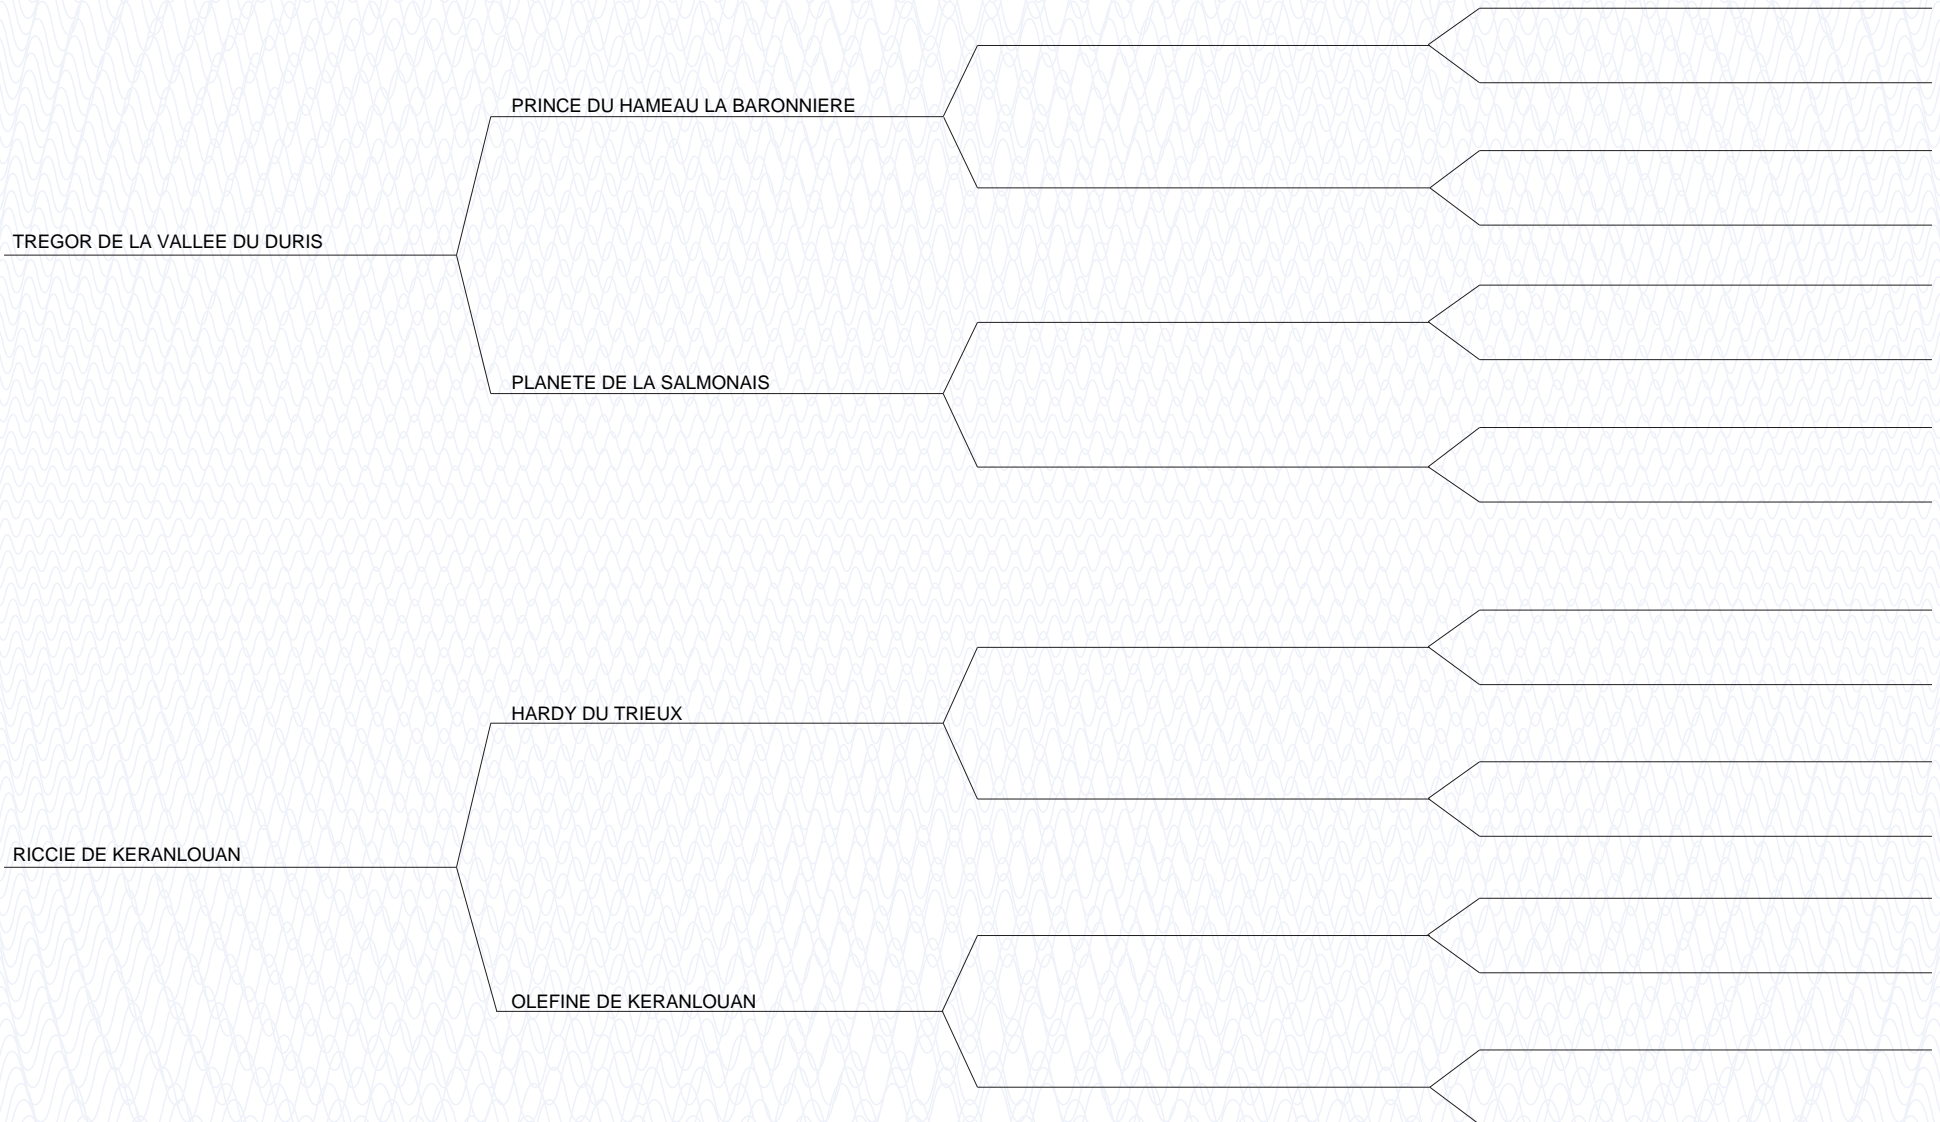 PRINCE DU HAMEAU LA BARONNIERE
TREGOR DE LA VALLEE DU DURIS
PLANETE DE LA SALMONAIS
HARDY DU TRIEUX
RICCIE DE KERANLOUAN
OLEFINE DE KERANLOUAN